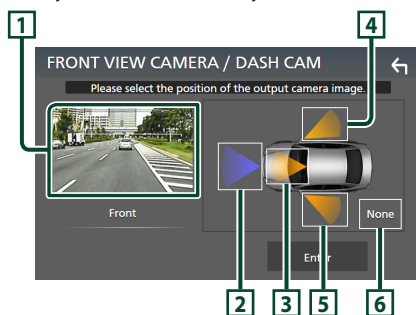 1
4
FRONT VIEW CAMERA / DASH CAM
Please select the position of the output camera image.
Front
None
Enter
2
3
5
6